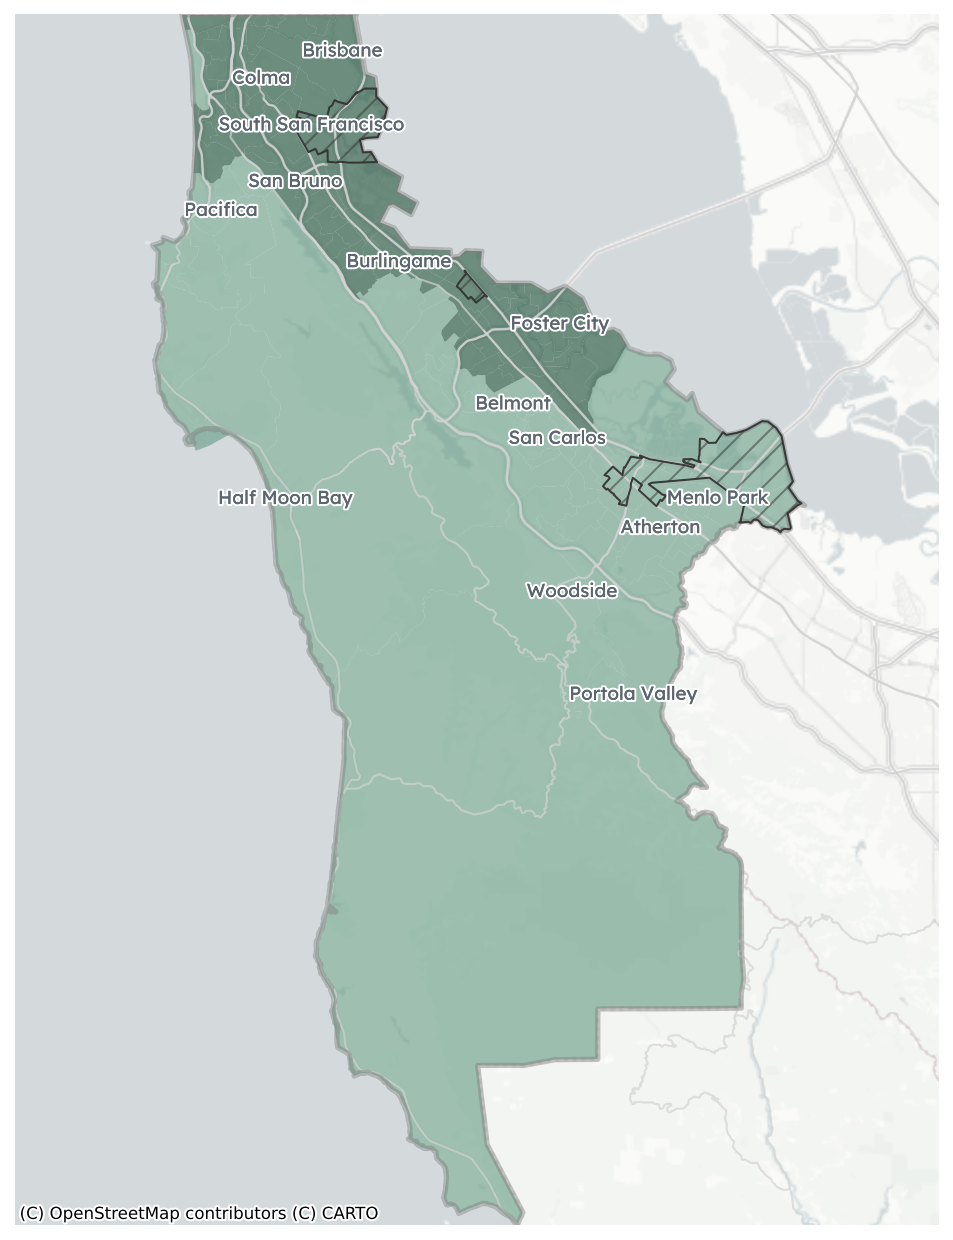 Brisbane
Colma
South San Francisco
San Bruno
Pacifica
Burlingame
Foster City
Belmont
San Carlos
Half Moon Bay
Menlo Park
Atherton
Woodside
Portola Valley
(C) OpenStreetMap contributors (C) CARTO